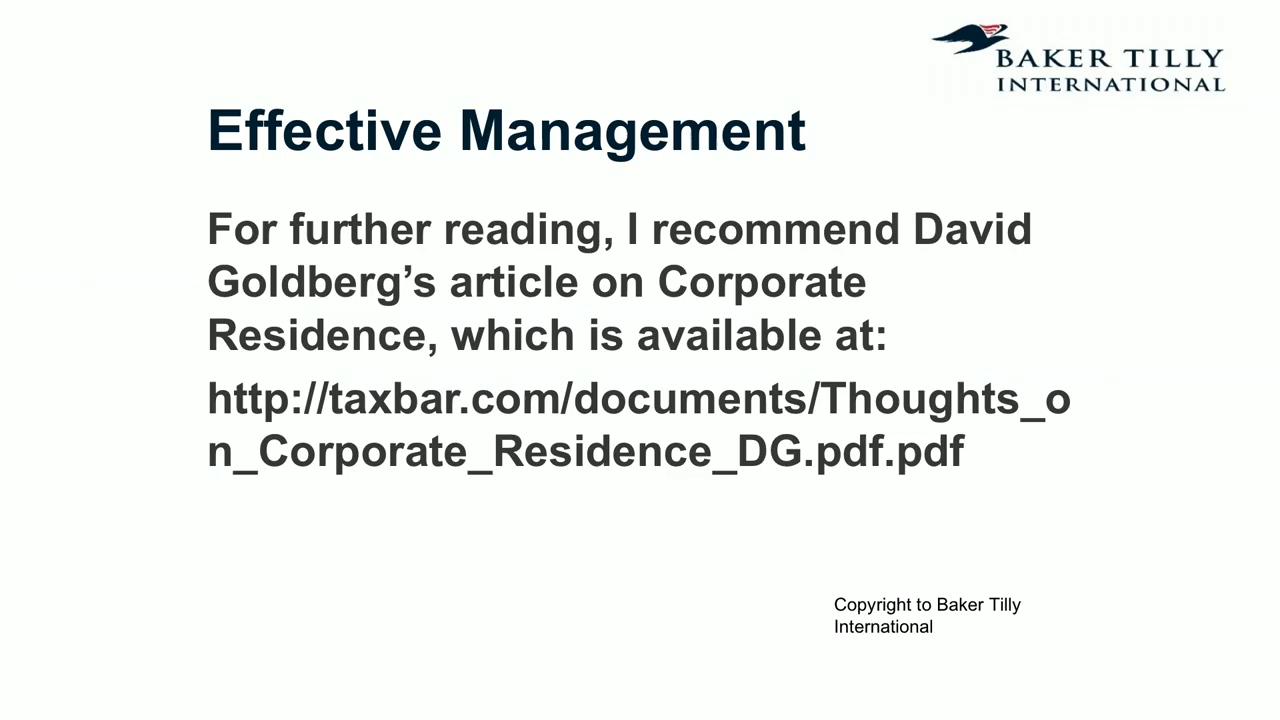 BAKER TILLY
INTERNATIONAL
Effective Management
For further reading, I recommend David
Goldberg’s article on Corporate
Residence, which is available at:
http://taxbar.com/documents/Thoughts_o
n_Corporate_Residence_DG.pdf.pdf
Copyright to Baker Tilly
International